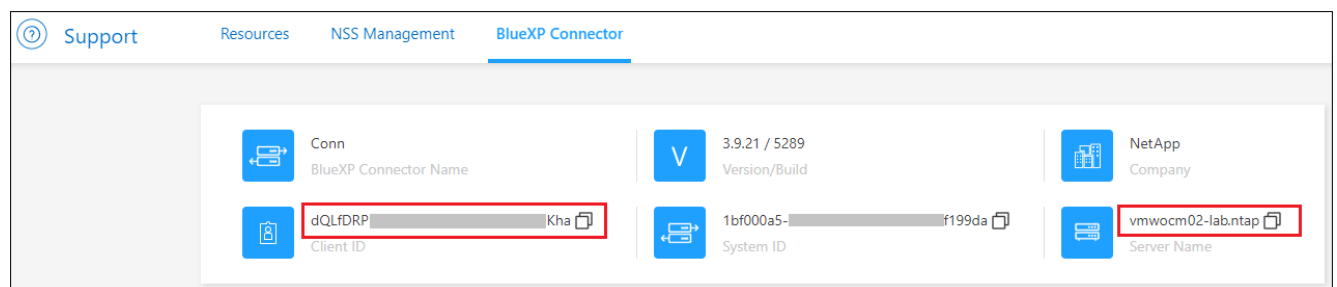 Support
Resources NSS Management BlueXP Connector
Conn
BlueXP Connector Name
V
3.9.21 / 5289
Version/Build
NetApp
Company
dQLfDRP Kha
Client ID
1bf000a5- f199da
System ID
vmwocm02-lab.ntap
Server Name